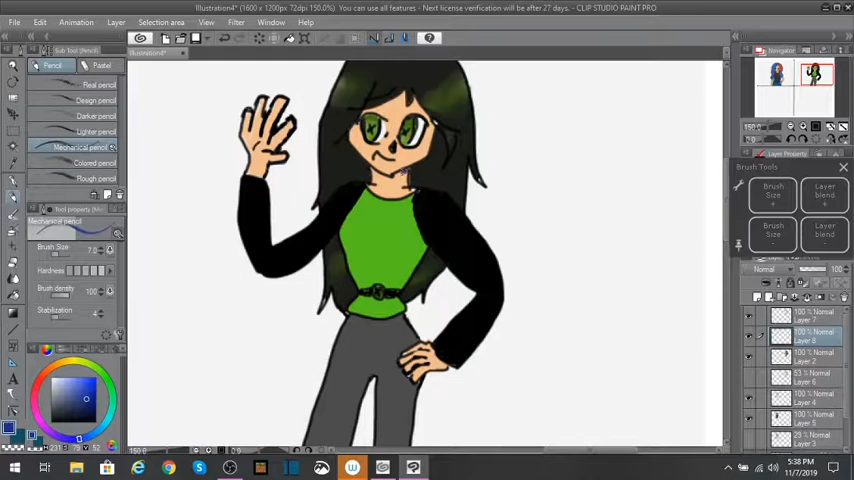 Illustration4* (1600 x 1200px 72dpi 150.0%) You can use all features - Next license verification will be after 27 days. - CLIP STUDIO PAINT PRO
File Edit Animation Layer Selection area View Filter Window Help
Illustration4*
Sub Tool (Pencil)
Navigator
Pencil Pastel
Real pencil
Design pencil
Darker pencil
Lighter pencil
Mechanical pencil
Colored pencil
Rough pencil
150.0
Layer Property
Brush Tools
Brush Size +
Layer blend +
Brush Size -
Layer blend -
Tool property
Mechanical pencil
Brush Size 7.0
Hardness
Brush density 100
Stabilization 4
Normal 100
100 % Normal
Layer 7
100 % Normal
Layer 8
100 % Normal
Layer 2
53 % Normal
Layer 6
100 % Normal
Layer 4
100 % Normal
Layer 5
29 % Normal
Layer 3
150.0
5:38 PM
11/7/2019